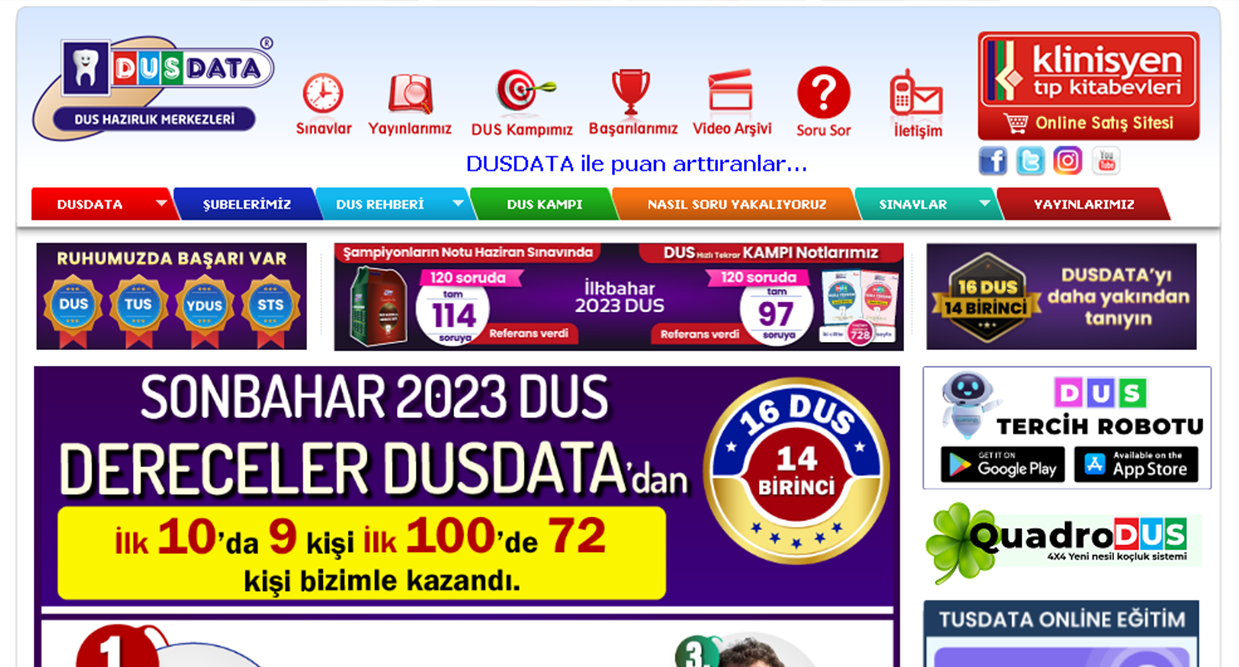 DUSDATA®
DUS HAZIRLIK MERKEZLERİ
Sınavlar
Yayınlarımız
DUS Kampımız
Başarılarımız
Video Arşivi
Soru Sor
İletişim
klinisyen
tıp kitabevleri
Online Satış Sitesi
You
Tube
DUSDATA ile puan arttıranlar...
DUSDATA
ŞUBELERİMİZ
DUS REHBERİ
DUS KAMPI
NASIL SORU YAKALIYORUZ
SINAVLAR
YAYINLARIMIZ
RUHUMUZDA BAŞARI VAR
DUS
TUS
YDUS
STS
Şampiyonların Notu Haziran Sınavında
120 soruda
tam
114
soruya
Referans verdi
İlkbahar
2023 DUS
DUS Hızlı Tekrar KAMPI Notlarımız
120 soruda
tam
97
soruya
Referans verdi
728
16 DUS
14 BİRİNCİ
DUSDATA'yı
daha yakından
tanıyın
SONBAHAR 2023 DUS
DERECELER DUSDATA'dan
İlk 10'da 9 kişi İlk 100'de 72
kişi bizimle kazandı.
16 DUS
14
BİRİNCİ
1
3.
DUS
TERCİH ROBOTU
GET IT ON
Google Play
Available on the
App Store
QuadroDUS
4X4 Yeni nesil koçluk sistemi
TUSDATA ONLINE EĞİTİM